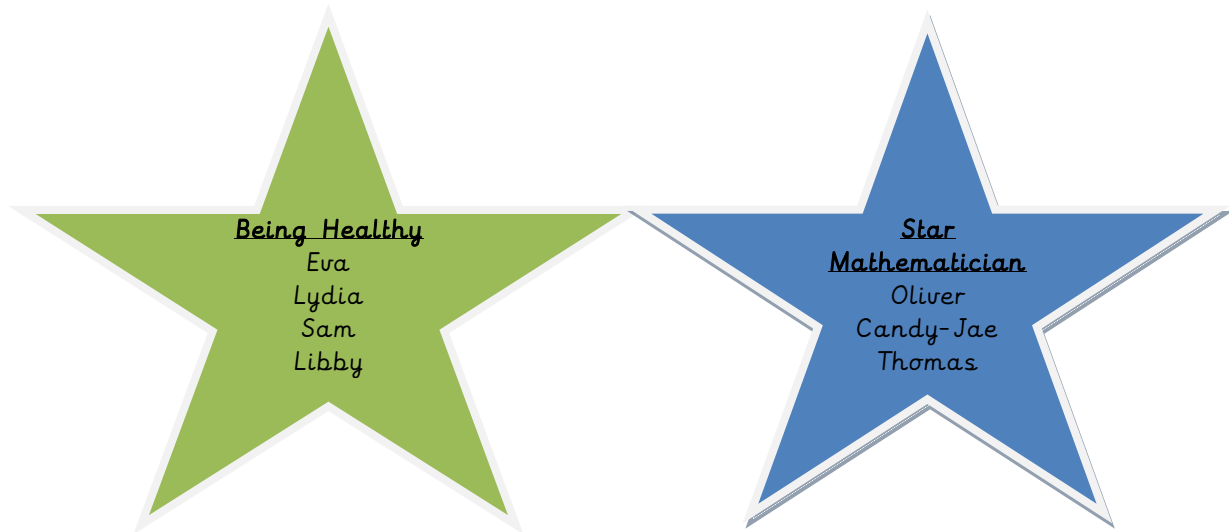 Being Healthy
Eva
Lydia
Sam
Libby
Star
Mathematician
Oliver
Candy-Jae
Thomas